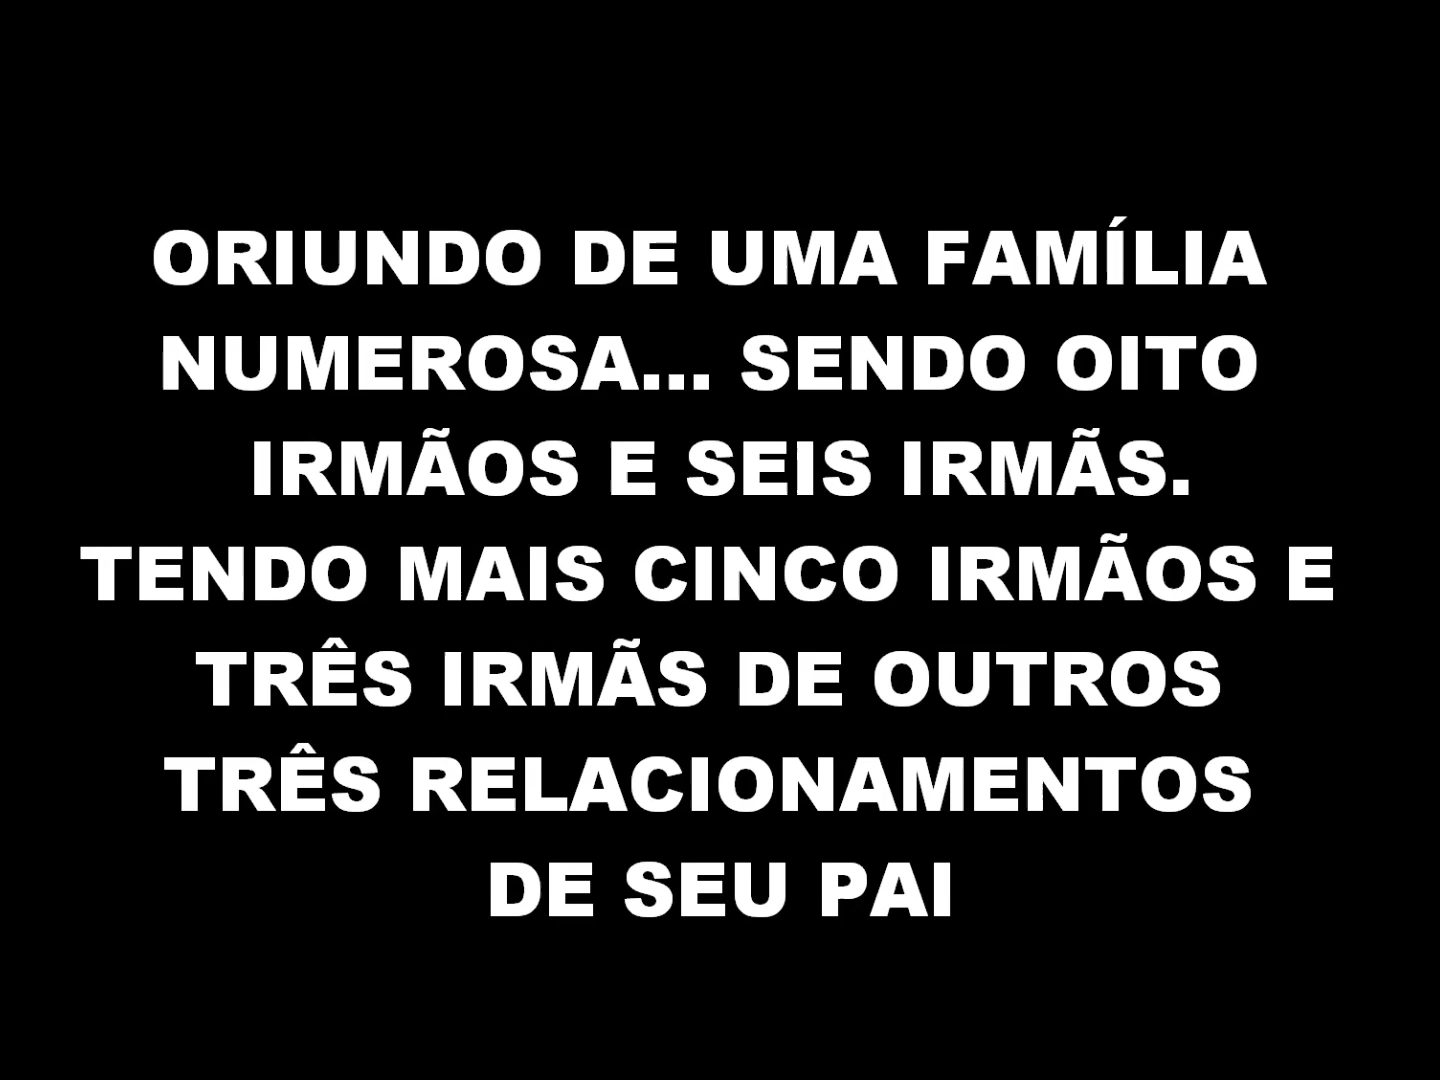 ORIUNDO DE UMA FAMÍLIA
NUMEROSA... SENDO OITO
IRMÃOS E SEIS IRMÃS.
TENDO MAIS CINCO IRMÃOS E
TRÊS IRMÃS DE OUTROS
TRÊS RELACIONAMENTOS
DE SEU PAI